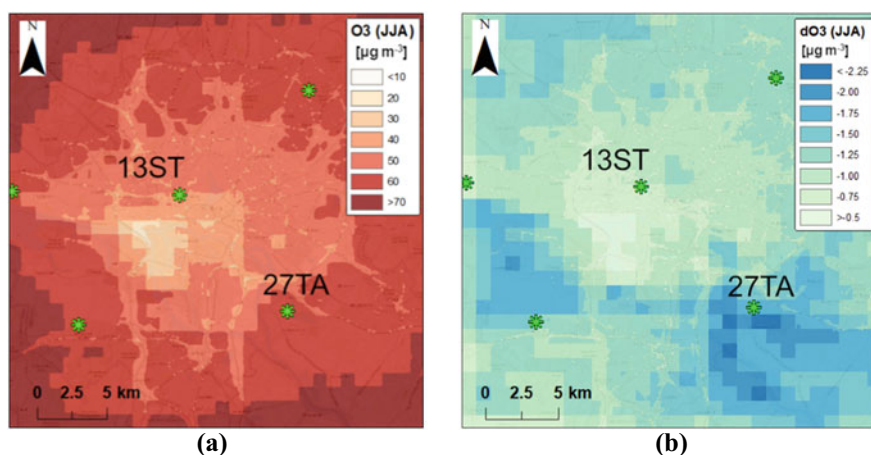 N
O3 (JJA)
[µg m⁻³]
<10
20
30
40
50
60
>70
13ST
27TA
0 2.5 5 km
(a)
N
dO3 (JJA)
[µg m⁻³]
< -2.25
-2.00
-1.75
-1.50
-1.25
-1.00
-0.75
>-0.5
13ST
27TA
0 2.5 5 km
(b)